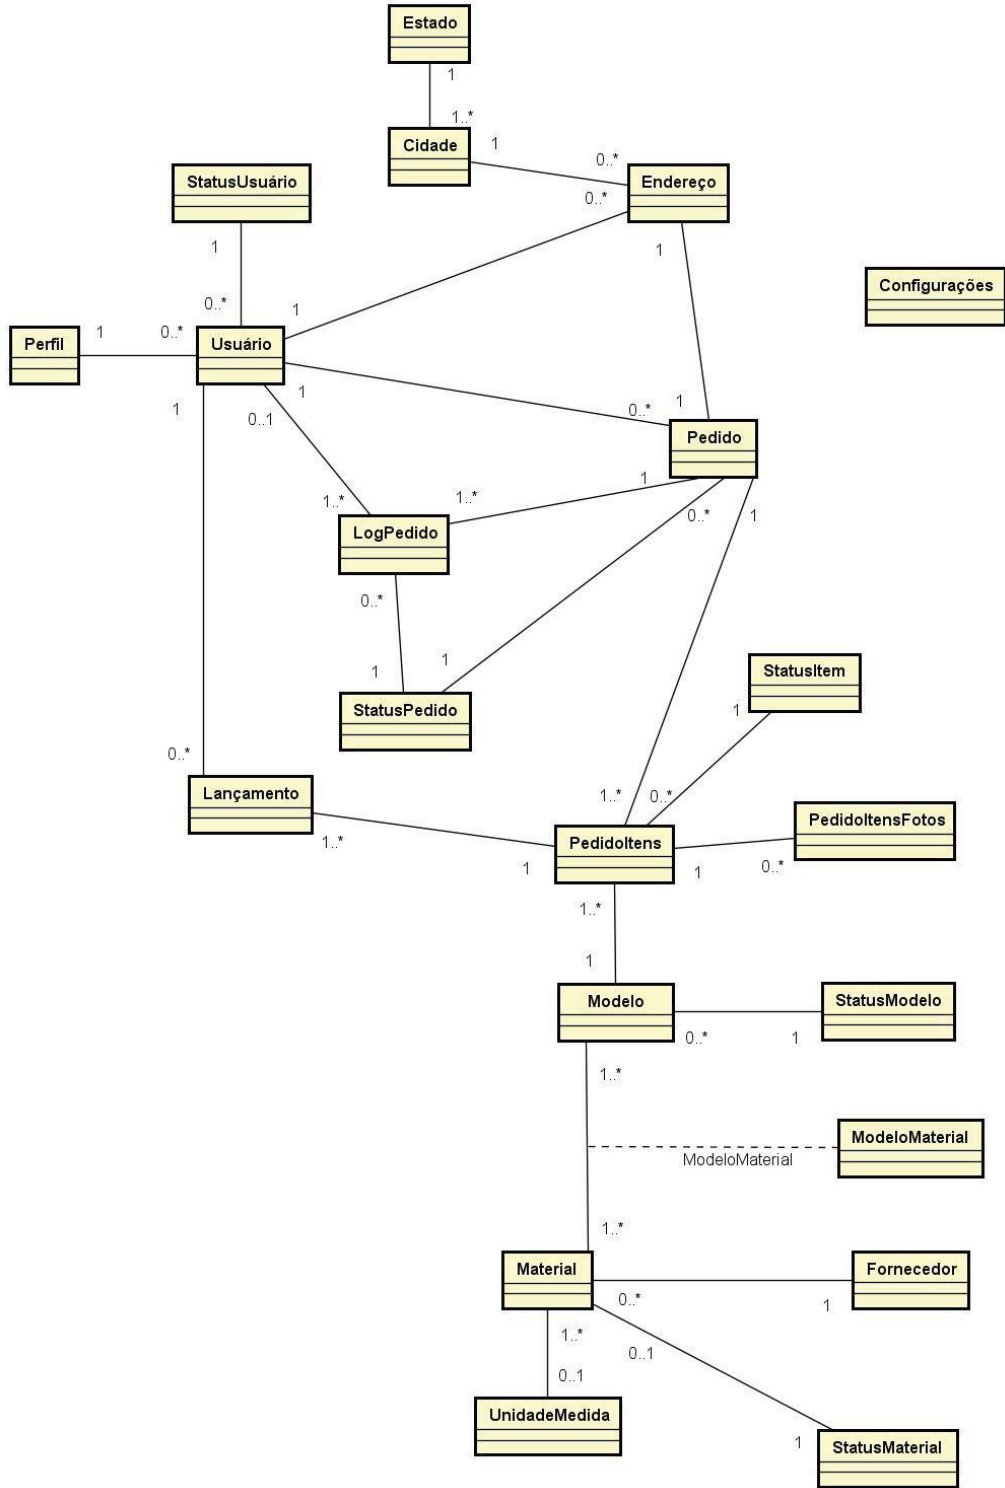 Estado
1
1..*
Cidade
1
0..*
StatusUsuário
Endereço
0..*
1
1
0..*
1
Configurações
Perfil
1
0..*
Usuário
1
1
0..1
0..*
1
Pedido
1..*
1..*
1
0..*
1
LogPedido
0..*
1
1
StatusPedido
StatusItem
1
0..*
Lançamento
1..*
0..*
PedidoItensFotos
1..*
PedidoItens
1
1
0..*
1..*
1
Modelo
StatusModelo
0..*
1
1..*
ModeloMaterial
ModeloMaterial
1..*
Material
Fornecedor
0..*
1
1..*
0..1
0..1
UnidadeMedida
1
StatusMaterial